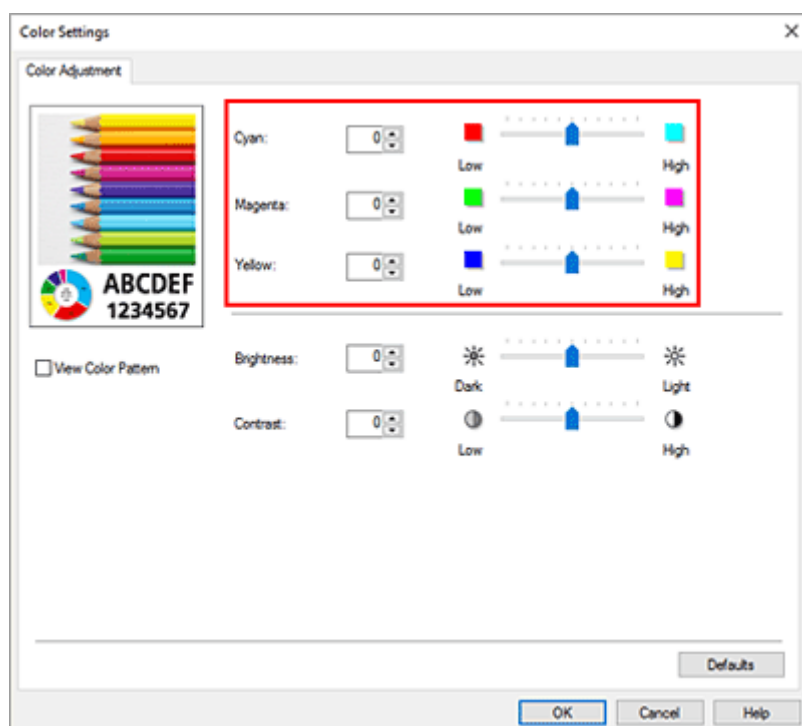 Color Settings
Color Adjustment
Cyan: 0
Low High
Magenta: 0
Low High
Yellow: 0
Low High
ABCDEF
1234567
View Color Pattern
Brightness: 0
Dark Light
Contrast: 0
Low High
Defaults
OK Cancel Help